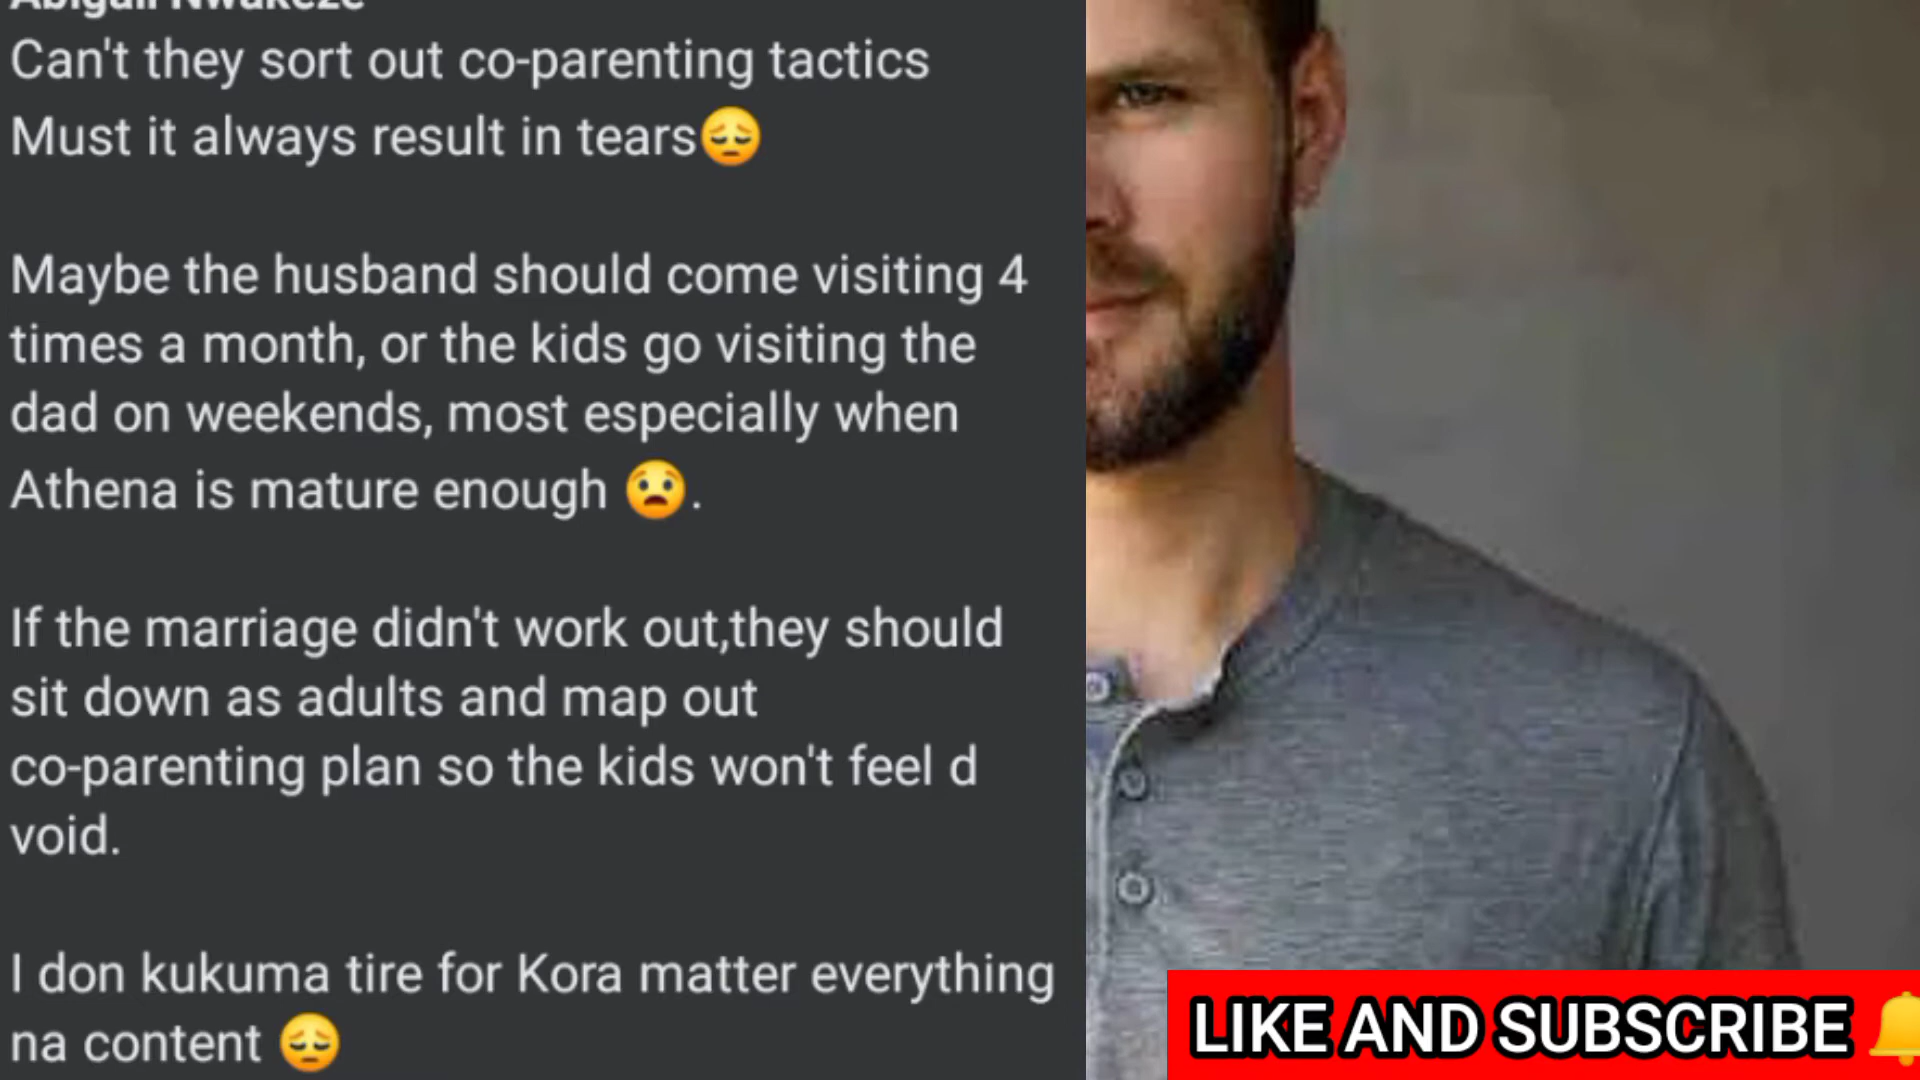 Abigail Nwakeze
Can't they sort out co-parenting tactics
Must it always result in tears😔
Maybe the husband should come visiting 4
times a month, or the kids go visiting the
dad on weekends, most especially when
Athena is mature enough 😧.
If the marriage didn't work out,they should
sit down as adults and map out
co-parenting plan so the kids won't feel d
void.
I don kukuma tire for Kora matter everything
na content 😔
LIKE AND SUBSCRIBE 🔔